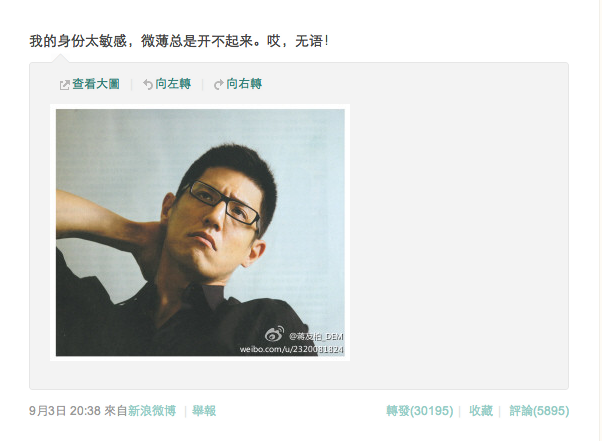 我的身份太敏感，微薄总是开不起来。哎，无语！
查看大圖 | 向左轉 | 向右轉
@蔣友柏_DEM
weibo.com/u/2320081824
9月3日 20:38 來自新浪微博 | 舉報 轉發(30195) | 收藏 | 評論(5895)